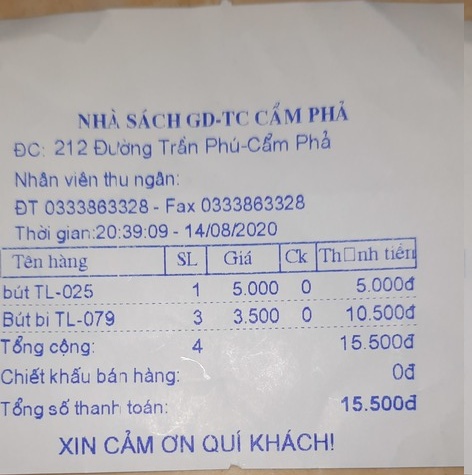 NHÀ SÁCH GD-TC CẨM PHẢ
ĐC: 212 Đường Trần Phú-Cẩm Phả
Nhân viên thu ngân:
ĐT 0333863328 - Fax 0333863328
Thời gian:20:39:09 - 14/08/2020
Tên hàng SL Giá Ck Th□nh tiền
bút TL-025 1 5.000 0 5.000đ
Bút bi TL-079 3 3.500 0 10.500đ
Tổng cộng: 4 15.500đ
Chiết khấu bán hàng: 0đ
Tổng số thanh toán: 15.500đ
XIN CẢM ƠN QUÍ KHÁCH!